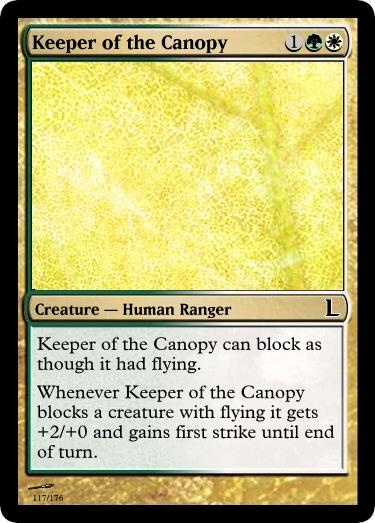 Keeper of the Canopy 1
Creature — Human Ranger L
Keeper of the Canopy can block as
though it had flying.
Whenever Keeper of the Canopy
blocks a creature with flying it gets
+2/+0 and gains first strike until end
of turn.
117/176